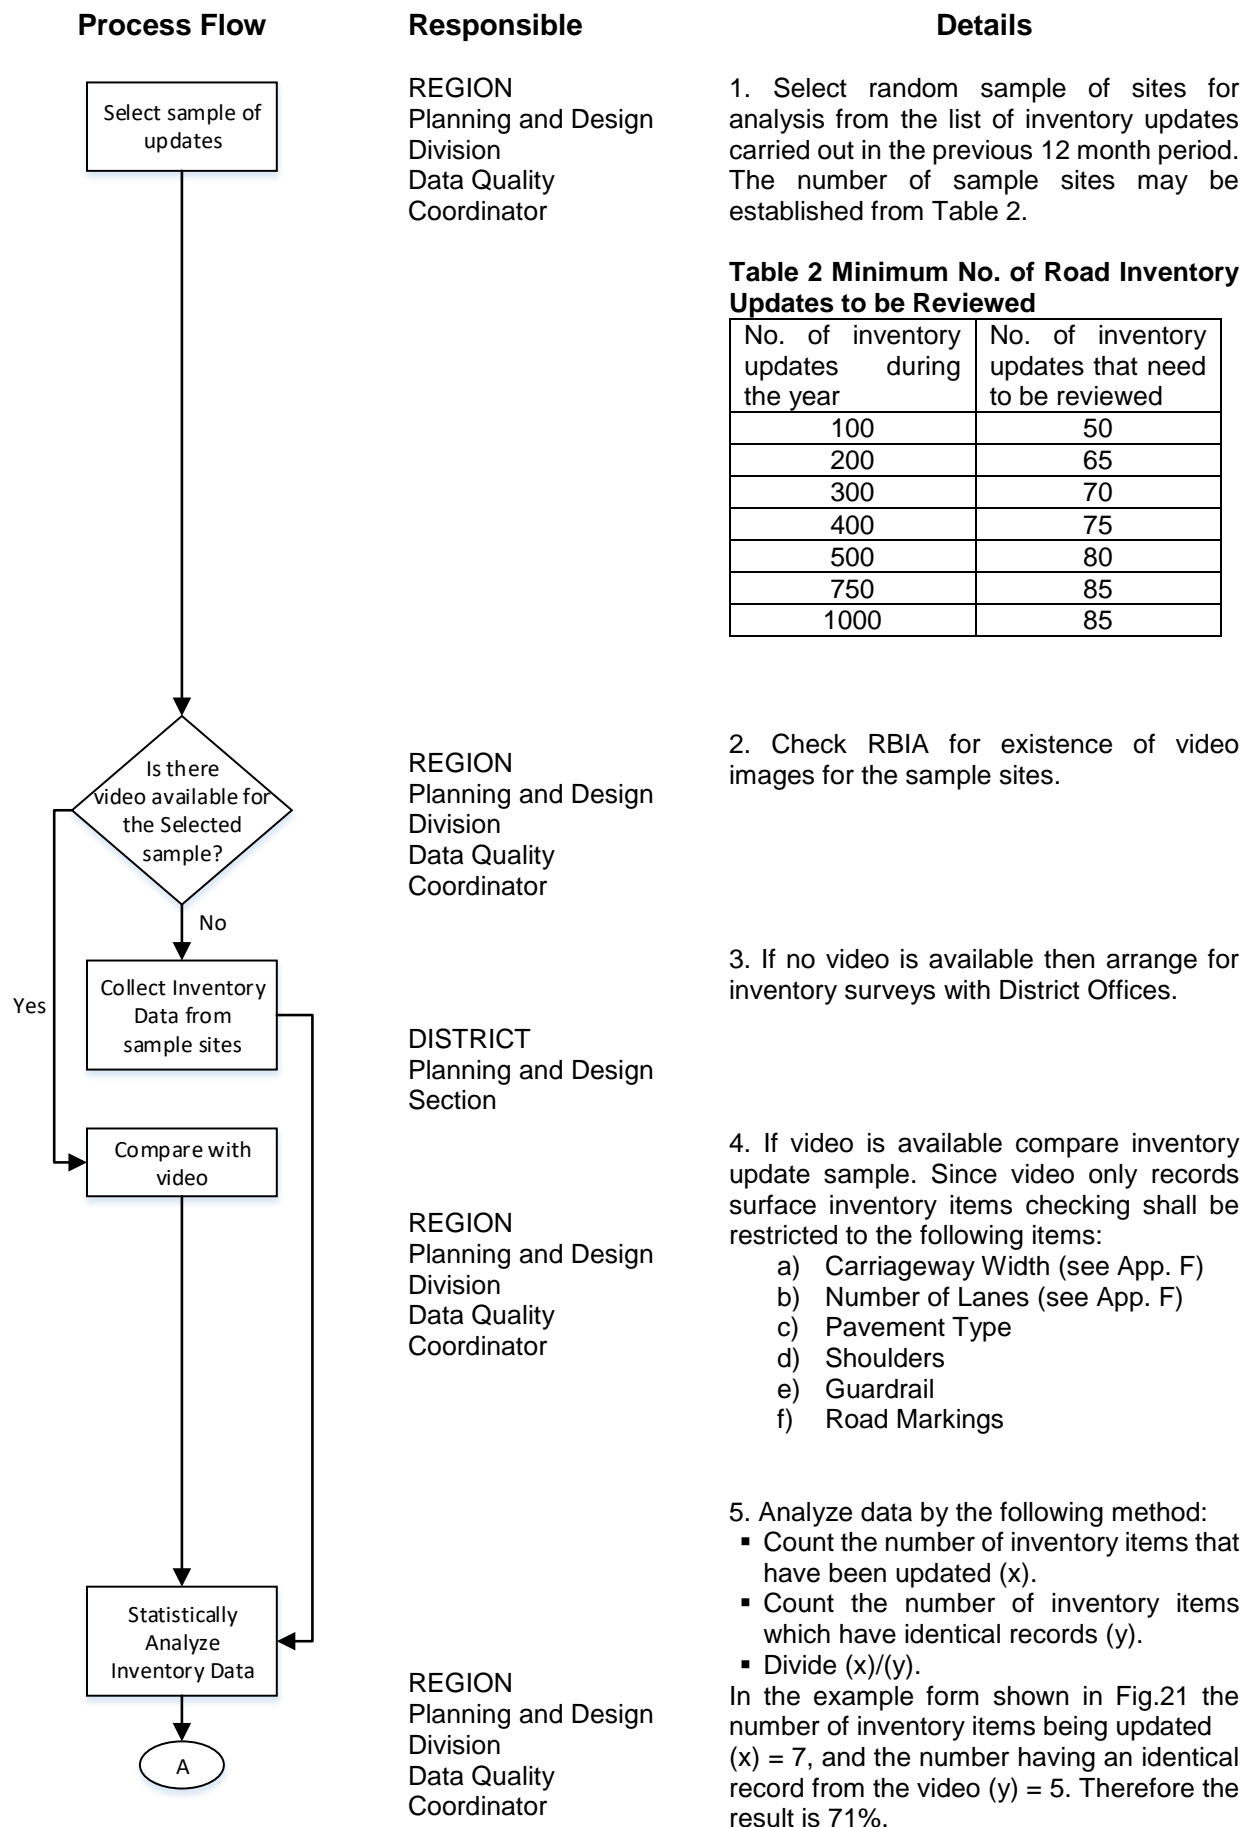 Process Flow
Responsible
Details
Select sample of
updates
REGION
Planning and Design
Division
Data Quality
Coordinator
1. Select random sample of sites for
analysis from the list of inventory updates
carried out in the previous 12 month period.
The number of sample sites may be
established from Table 2.
Table 2 Minimum No. of Road Inventory
Updates to be Reviewed
No. of inventory
updates during
the year
No. of inventory
updates that need
to be reviewed
100 50
200 65
300 70
400 75
500 80
750 85
1000 85
Is there
video available for
the Selected
sample?
REGION
Planning and Design
Division
Data Quality
Coordinator
2. Check RBIA for existence of video
images for the sample sites.
No
Yes
Collect Inventory
Data from
sample sites
DISTRICT
Planning and Design
Section
3. If no video is available then arrange for
inventory surveys with District Offices.
Compare with
video
REGION
Planning and Design
Division
Data Quality
Coordinator
4. If video is available compare inventory
update sample. Since video only records
surface inventory items checking shall be
restricted to the following items:
a) Carriageway Width (see App. F)
b) Number of Lanes (see App. F)
c) Pavement Type
d) Shoulders
e) Guardrail
f) Road Markings
Statistically
Analyze
Inventory Data
A
REGION
Planning and Design
Division
Data Quality
Coordinator
5. Analyze data by the following method:
▪ Count the number of inventory items that
have been updated (x).
▪ Count the number of inventory items
which have identical records (y).
▪ Divide (x)/(y).
In the example form shown in Fig.21 the
number of inventory items being updated
(x) = 7, and the number having an identical
record from the video (y) = 5. Therefore the
result is 71%.